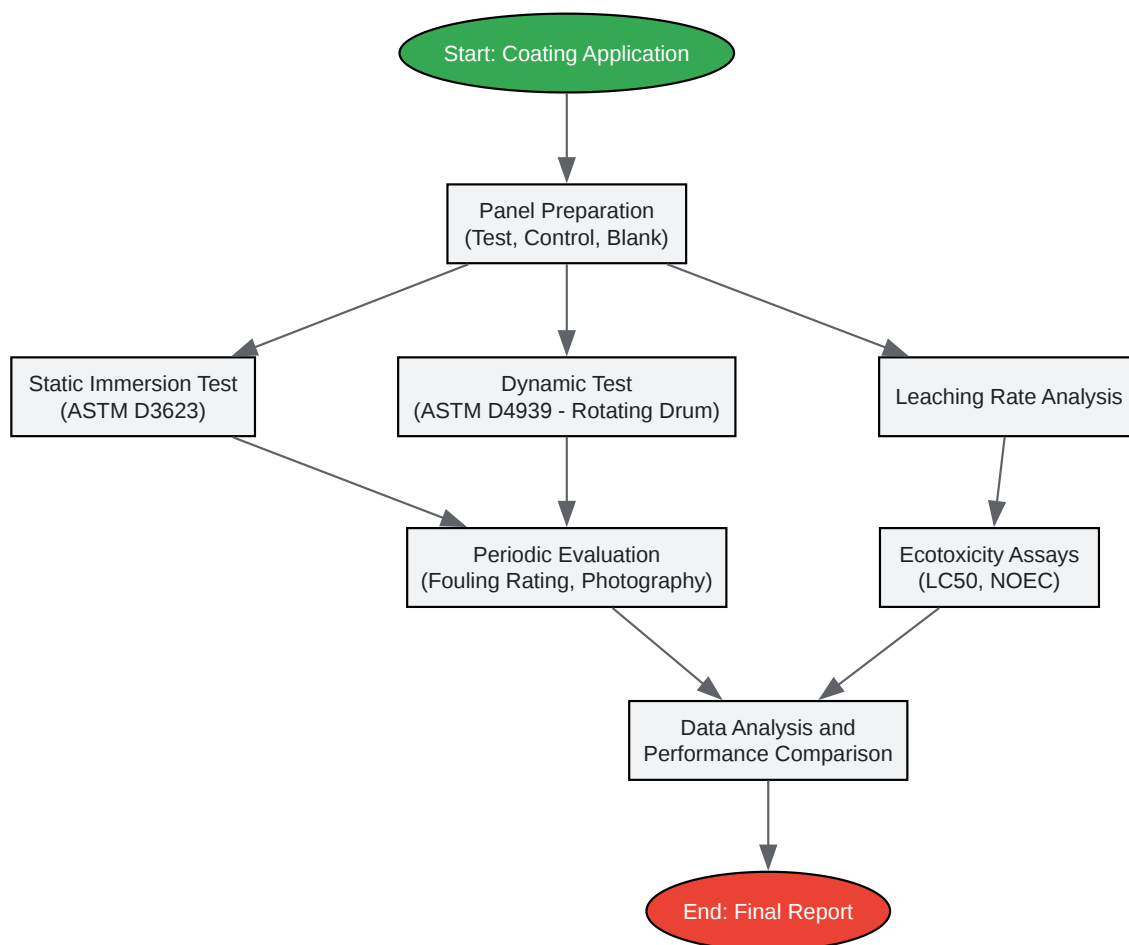 Start: Coating Application
Panel Preparation
(Test, Control, Blank)
Static Immersion Test
(ASTM D3623)
Dynamic Test
(ASTM D4939 - Rotating Drum)
Leaching Rate Analysis
Periodic Evaluation
(Fouling Rating, Photography)
Ecotoxicity Assays
(LC50, NOEC)
Data Analysis and
Performance Comparison
End: Final Report